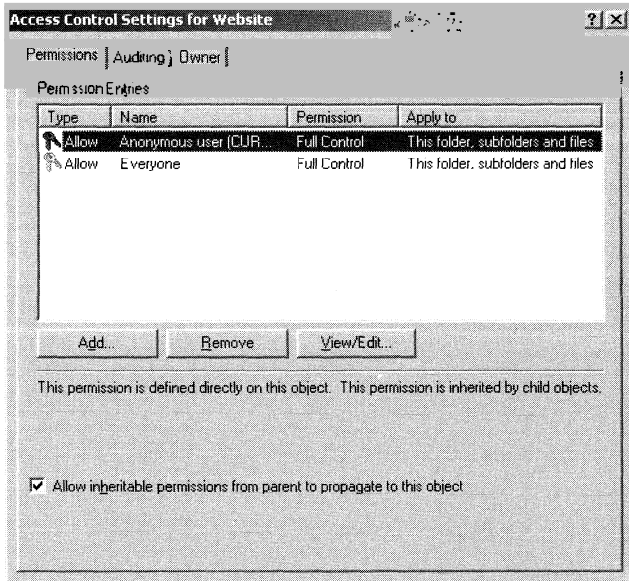 Access Control Settings for Website
Permissions Auditing Owner
Permission Entries
Type Name Permission Apply to
Allow Anonymous user (CUR... Full Control This folder, subfolders and files
Allow Everyone Full Control This folder, subfolders and files
Add... Remove View/Edit...
This permission is defined directly on this object. This permission is inherited by child objects.
Allow inheritable permissions from parent to propagate to this object